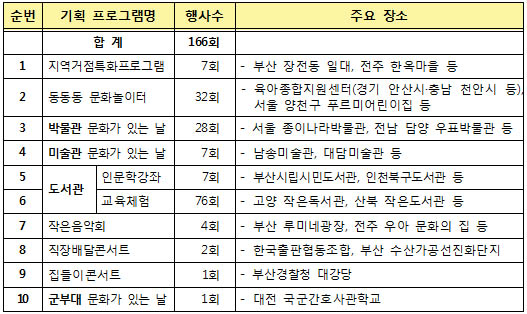 순번 기획 프로그램명 행사수 주요 장소
합 계 166회
1 지역거점특화프로그램 7회 - 부산 장전동 일대, 전주 한옥마을 등
2 동동동 문화놀이터 32회 - 육아종합지원센터(경기 안산시·충남 천안시 등),
서울 양천구 푸르미어린이집 등
3 박물관 문화가 있는 날 28회 - 서울 종이나라박물관, 전남 담양 우표박물관 등
4 미술관 문화가 있는 날 7회 - 남송미술관, 대담미술관 등
5 도서관 인문학강좌 7회 - 부산시립시민도서관, 인천북구도서관 등
6 교육체험 76회 - 고양 작은독서관, 산북 작은도서관 등
7 작은음악회 4회 - 부산 루미네광장, 전주 우아 문화의 집 등
8 직장배달콘서트 2회 - 한국출판협동조합, 부산 수산가공선진화단지
9 집들이콘서트 1회 - 부산경찰청 대강당
10 군부대 문화가 있는 날 1회 - 대전 국군간호사관학교